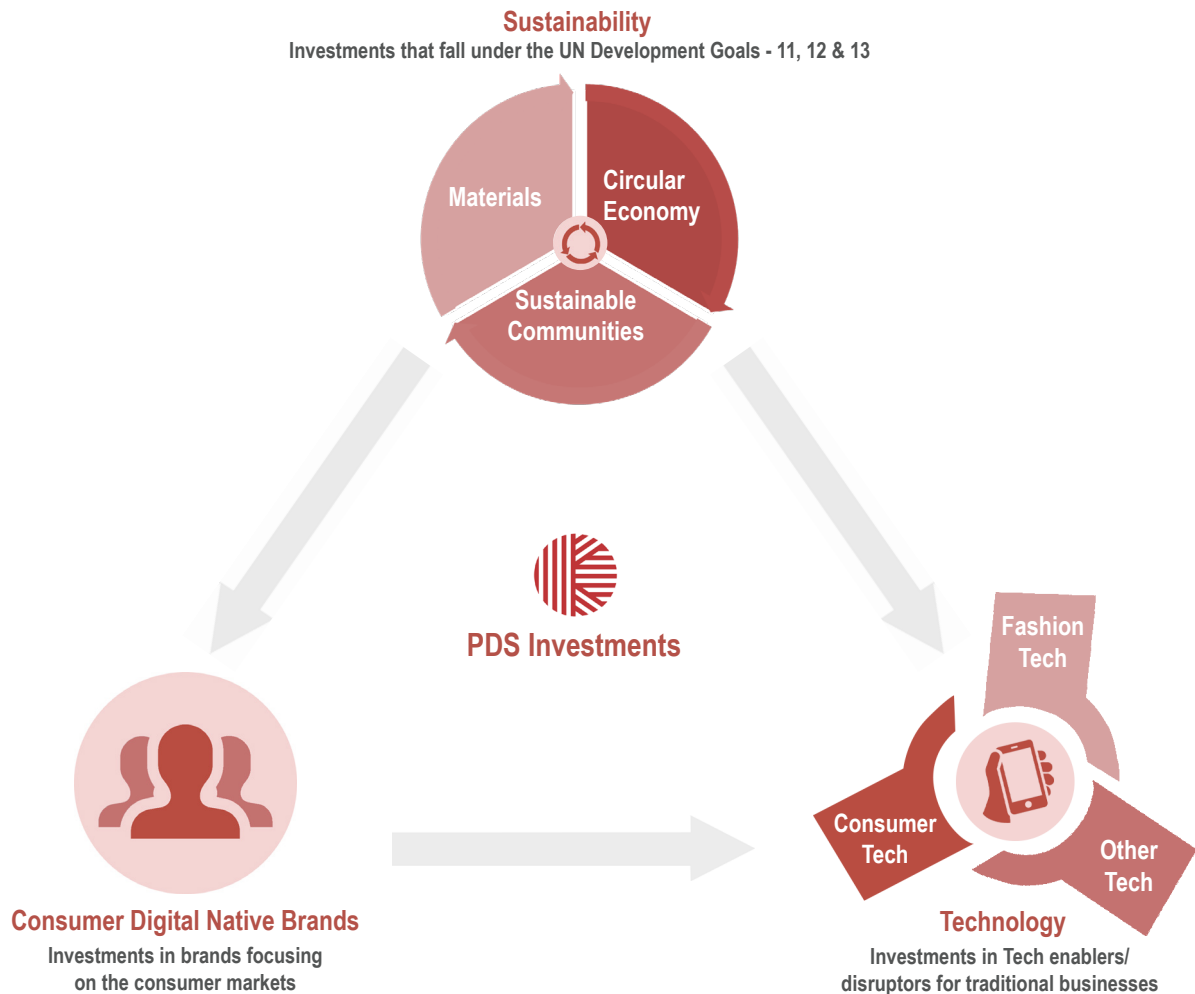 Sustainability
Investments that fall under the UN Development Goals - 11, 12 & 13
Materials
Circular
Economy
Sustainable
Communities
PDS Investments
Fashion
Tech
Consumer
Tech
Other
Tech
Consumer Digital Native Brands
Investments in brands focusing
on the consumer markets
Technology
Investments in Tech enablers/
disruptors for traditional businesses